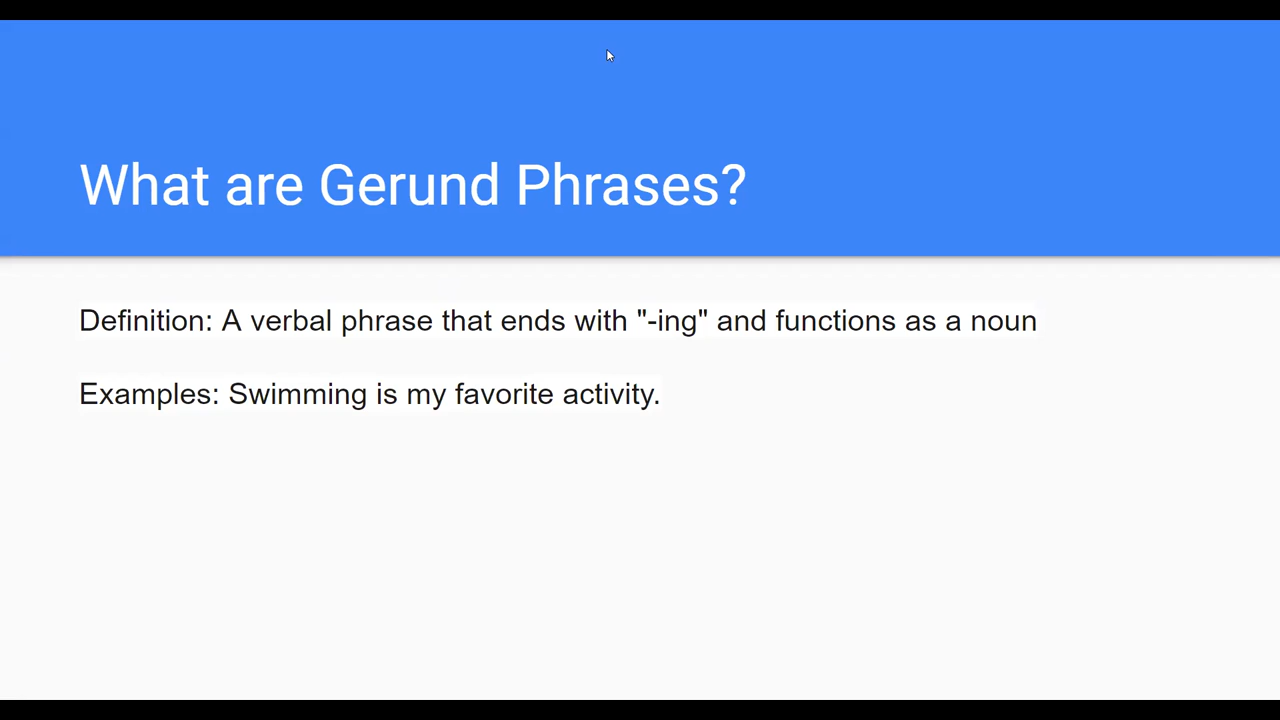 What are Gerund Phrases?
Definition: A verbal phrase that ends with "-ing" and functions as a noun
Examples: Swimming is my favorite activity.